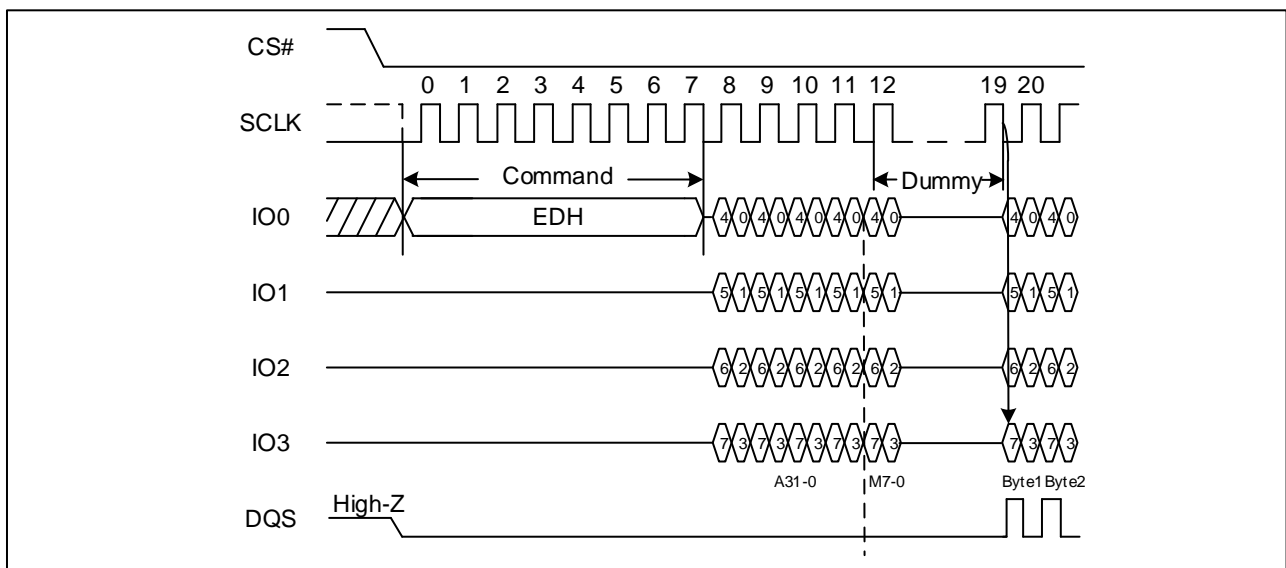 CS#
0 1 2 3 4 5 6 7 8 9 10 11 12 19 20
SCLK
Command Dummy
IO0 EDH 4 0 4 0 4 0 4 0 4 0 4 0 4 0
IO1 5 1 5 1 5 1 5 1 5 1 5 1 5 1
IO2 6 2 6 2 6 2 6 2 6 2 6 2 6 2
IO3 7 3 7 3 7 3 7 3 7 3 7 3 7 3
A31-0 M7-0 Byte1 Byte2
High-Z
DQS